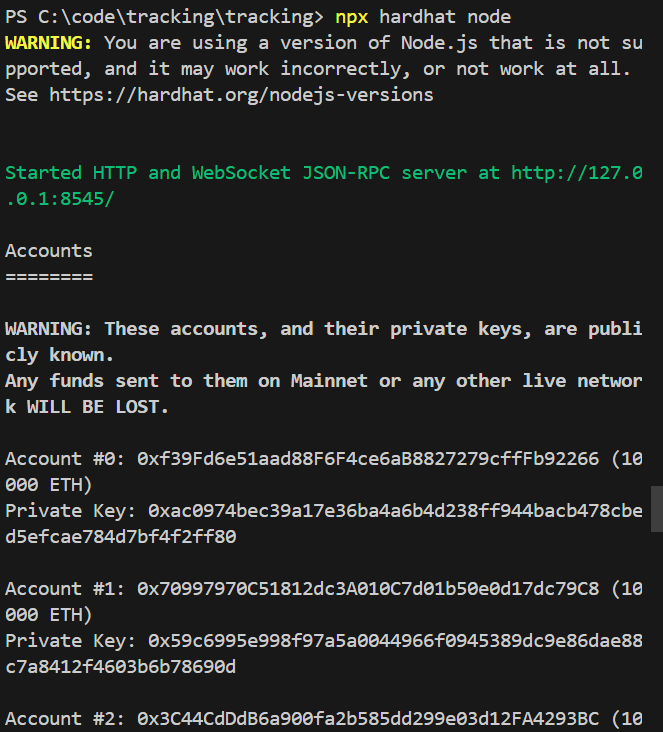 PS C:\code\tracking\tracking> npx hardhat node
WARNING: You are using a version of Node.js that is not su
pported, and it may work incorrectly, or not work at all.
See https://hardhat.org/nodejs-versions
Started HTTP and WebSocket JSON-RPC server at http://127.0
.0.1:8545/
Accounts
========
WARNING: These accounts, and their private keys, are publi
cly known.
Any funds sent to them on Mainnet or any other live networ
k WILL BE LOST.
Account #0: 0xf39Fd6e51aad88F6F4ce6aB8827279cffFb92266 (10
000 ETH)
Private Key: 0xac0974bec39a17e36ba4a6b4d238ff944bacb478cbe
d5efcae784d7bf4f2ff80
Account #1: 0x70997970C51812dc3A010C7d01b50e0d17dc79C8 (10
000 ETH)
Private Key: 0x59c6995e998f97a5a0044966f0945389dc9e86dae88
c7a8412f4603b6b78690d
Account #2: 0x3C44CdDdB6a900fa2b585dd299e03d12FA4293BC (10